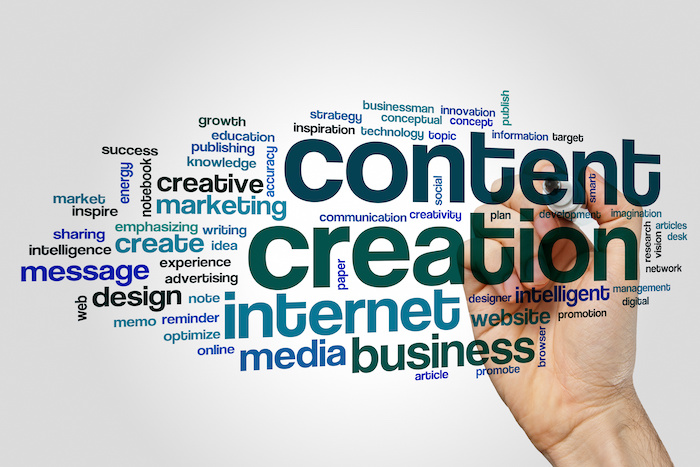 publish
businessman
innovation
strategy
conceptual
concept
growth
inspiration
technology
topic
information
target
education
publishing
accuracy
success
knowledge
content
energy
notebook
creative
social
smart
market
marketing
inspire
communication
creativity
plan
development
imagination
emphasizing
writing
creation
research
vision
articles
desk
sharing
create
idea
intelligence
experience
paper
network
message
advertising
web
design
note
internet
designer
intelligent
management
digital
memo
reminder
website
promotion
optimize
browser
online
media
business
article
promote